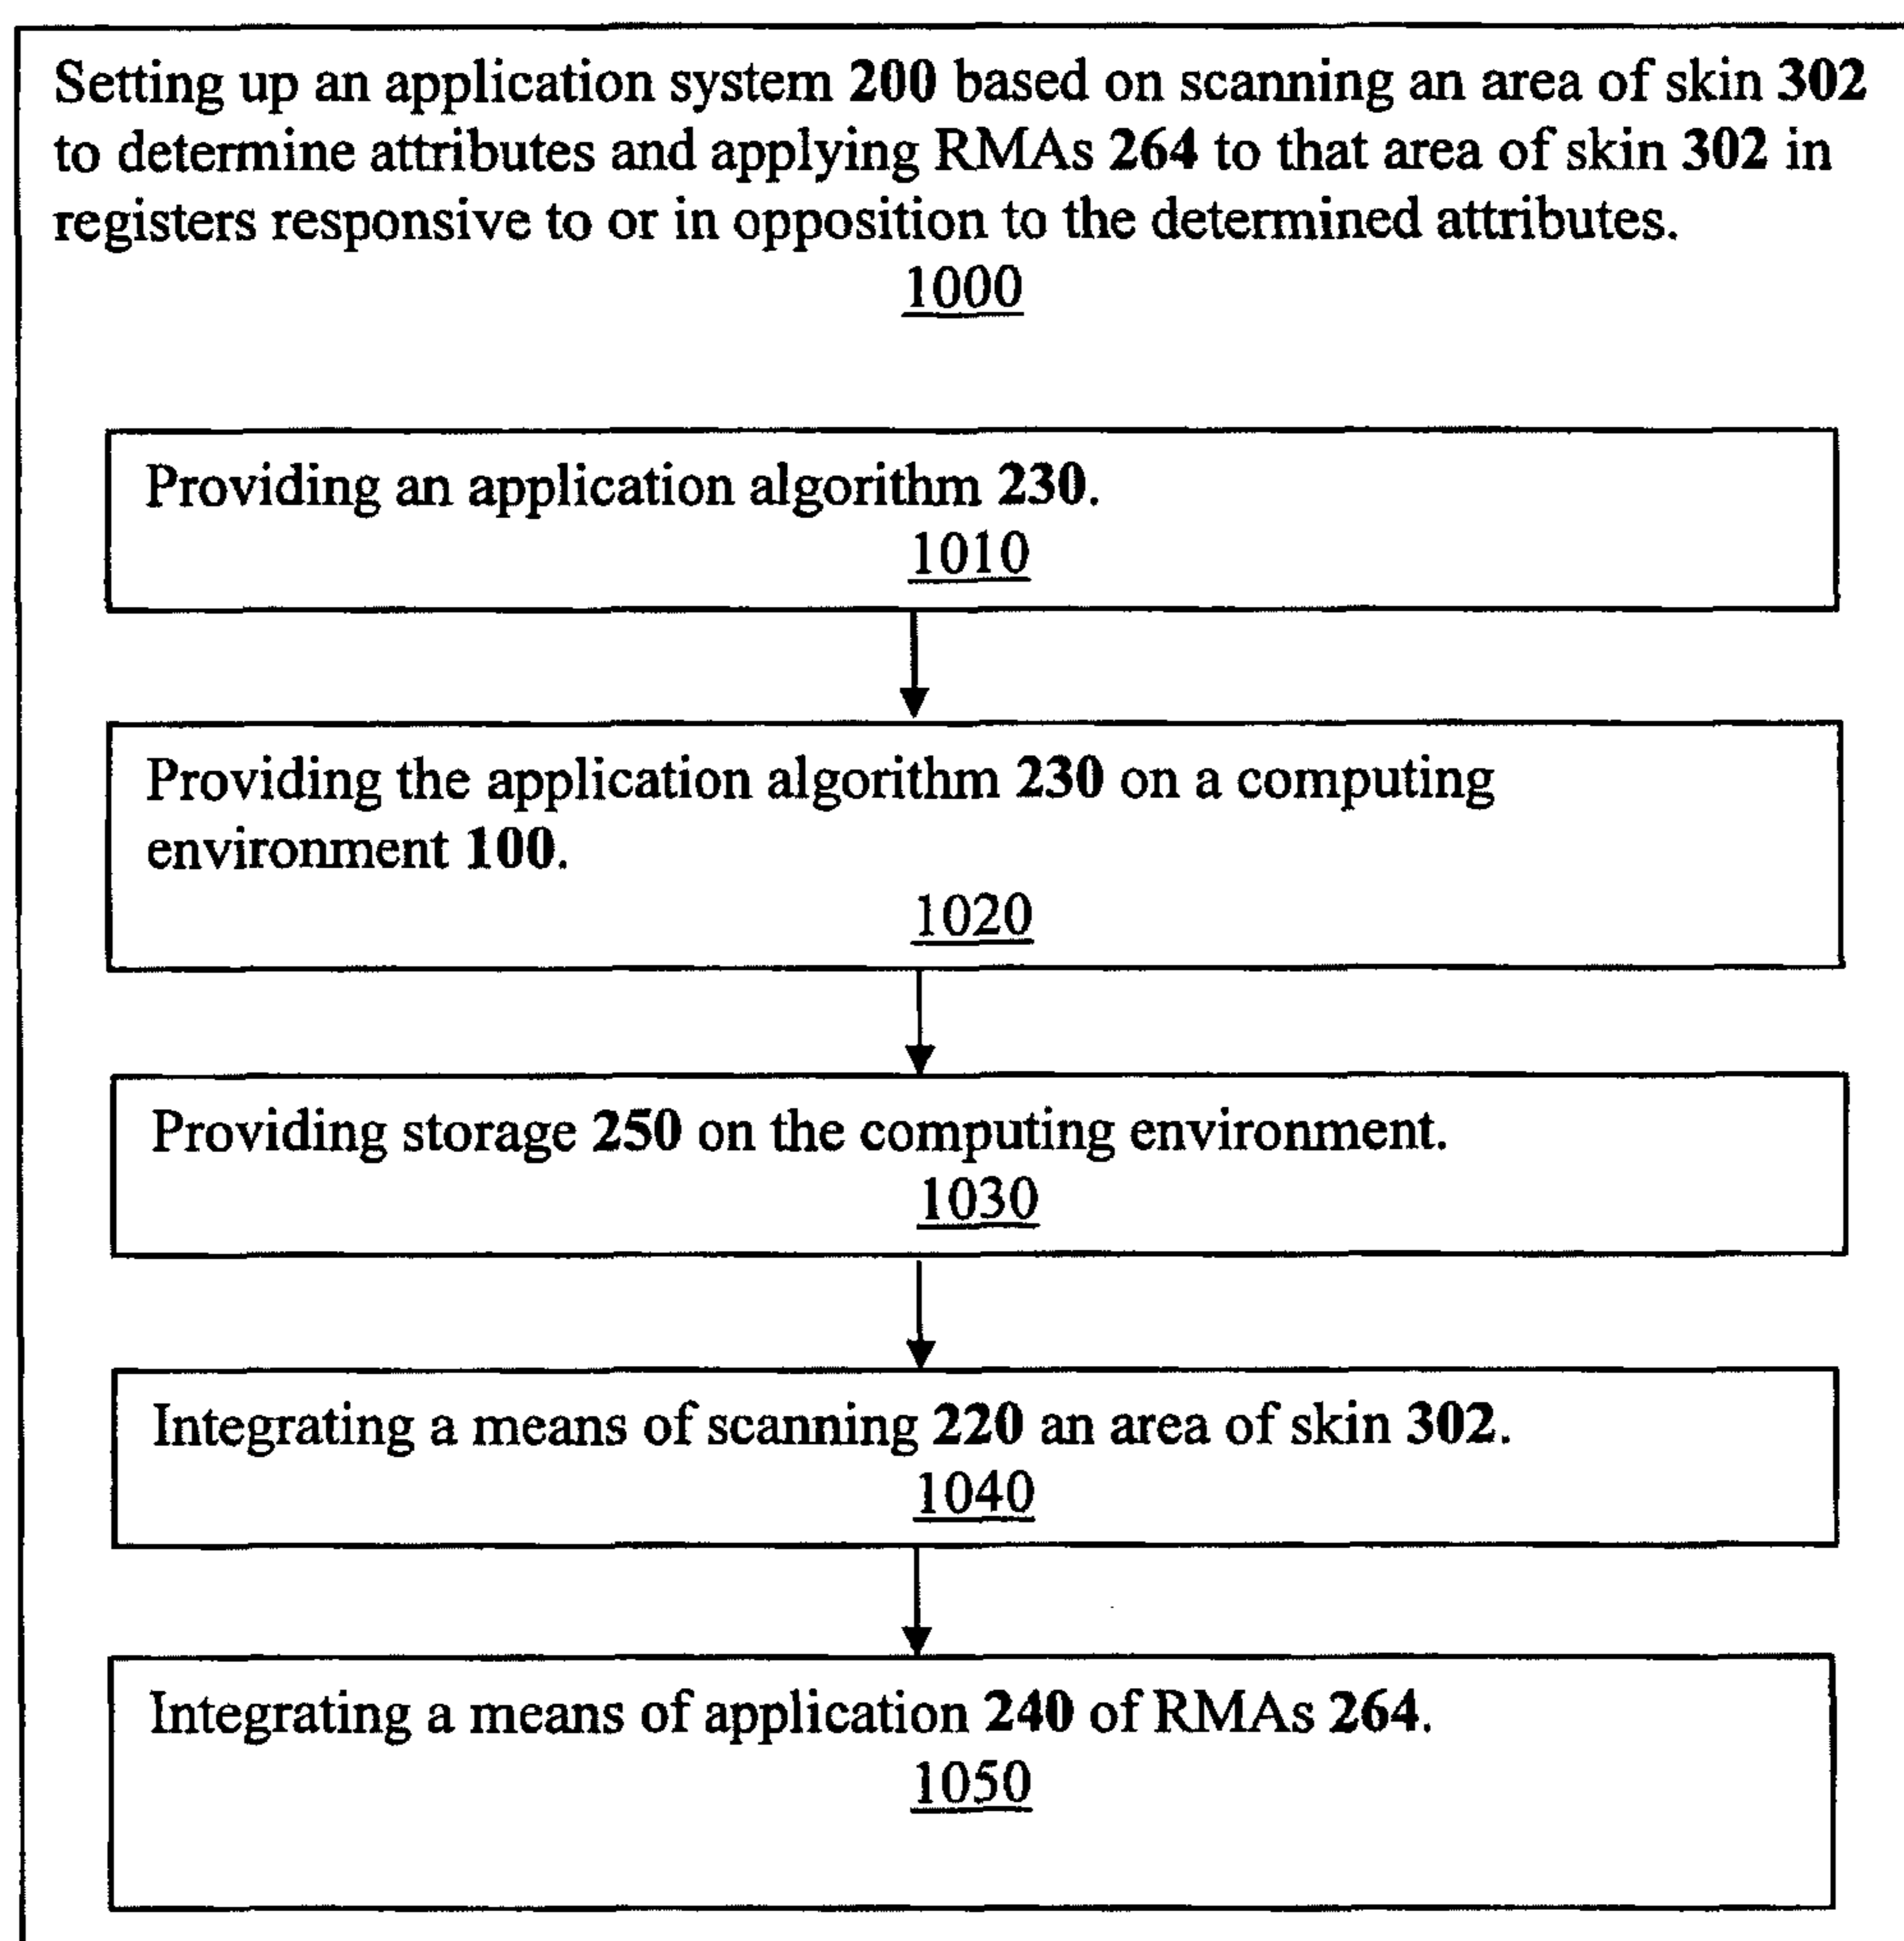 Setting up an application system 200 based on scanning an area of skin 302
to determine attributes and applying RMAs 264 to that area of skin 302 in
registers responsive to or in opposition to the determined attributes.
1000
Providing an application algorithm 230.
1010
Providing the application algorithm 230 on a computing
environment 100.
1020
Providing storage 250 on the computing environment.
1030
Integrating a means of scanning 220 an area of skin 302.
1040
Integrating a means of application 240 of RMAs 264.
1050